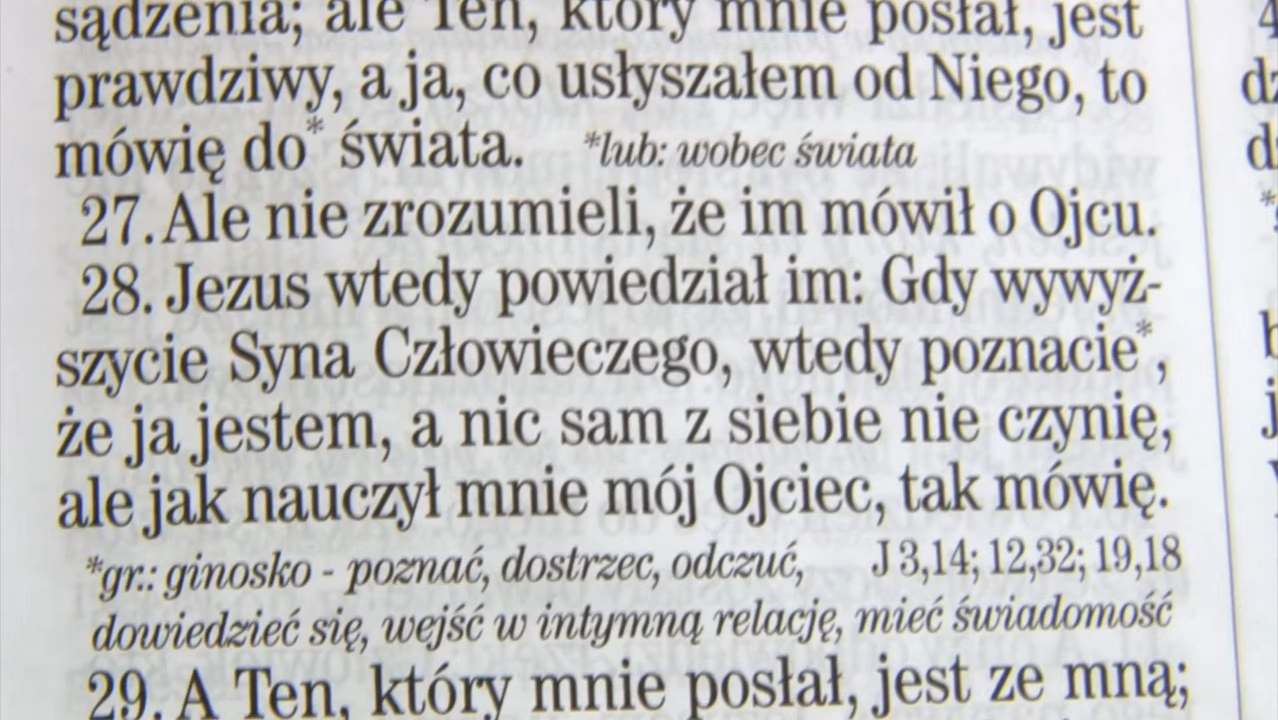 sądzenia; ale Ten, który mnie posłał, jest
prawdziwy, a ja, co usłyszałem od Niego, to
mówię do* świata. *lub: wobec świata
27. Ale nie zrozumieli, że im mówił o Ojcu.
28. Jezus wtedy powiedział im: Gdy wywyż-
szycie Syna Człowieczego, wtedy poznacie*,
że ja jestem, a nic sam z siebie nie czynię,
ale jak nauczył mnie mój Ojciec, tak mówię.
*gr.: ginosko - poznać, dostrzec, odczuć, J 3,14; 12,32; 19,18
dowiedzieć się, wejść w intymną relację, mieć świadomość
29. A Ten, który mnie posłał, jest ze mną;